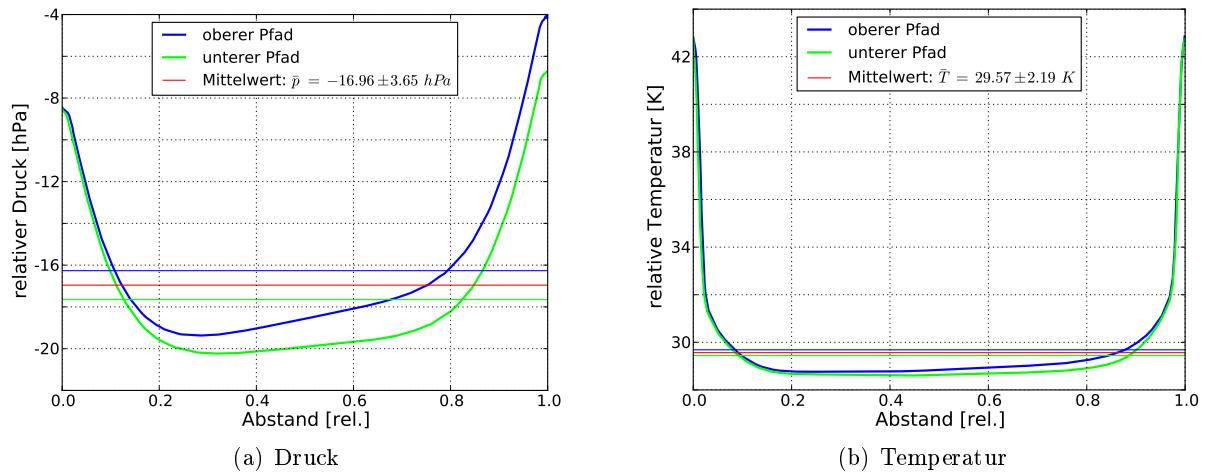 -4
-8
-12
-16
-20
relativer Druck [hPa]
oberer Pfad
unterer Pfad
Mittelwert: p̄ = −16.96±3.65 hPa
0.0 0.2 0.4 0.6 0.8 1.0
Abstand [rel.]
(a) Druck
42
38
34
29
relative Temperatur [K]
oberer Pfad
unterer Pfad
Mittelwert: T̄ = 29.57±2.19 K
0.0 0.2 0.4 0.6 0.8 1.0
Abstand [rel.]
(b) Temperatur